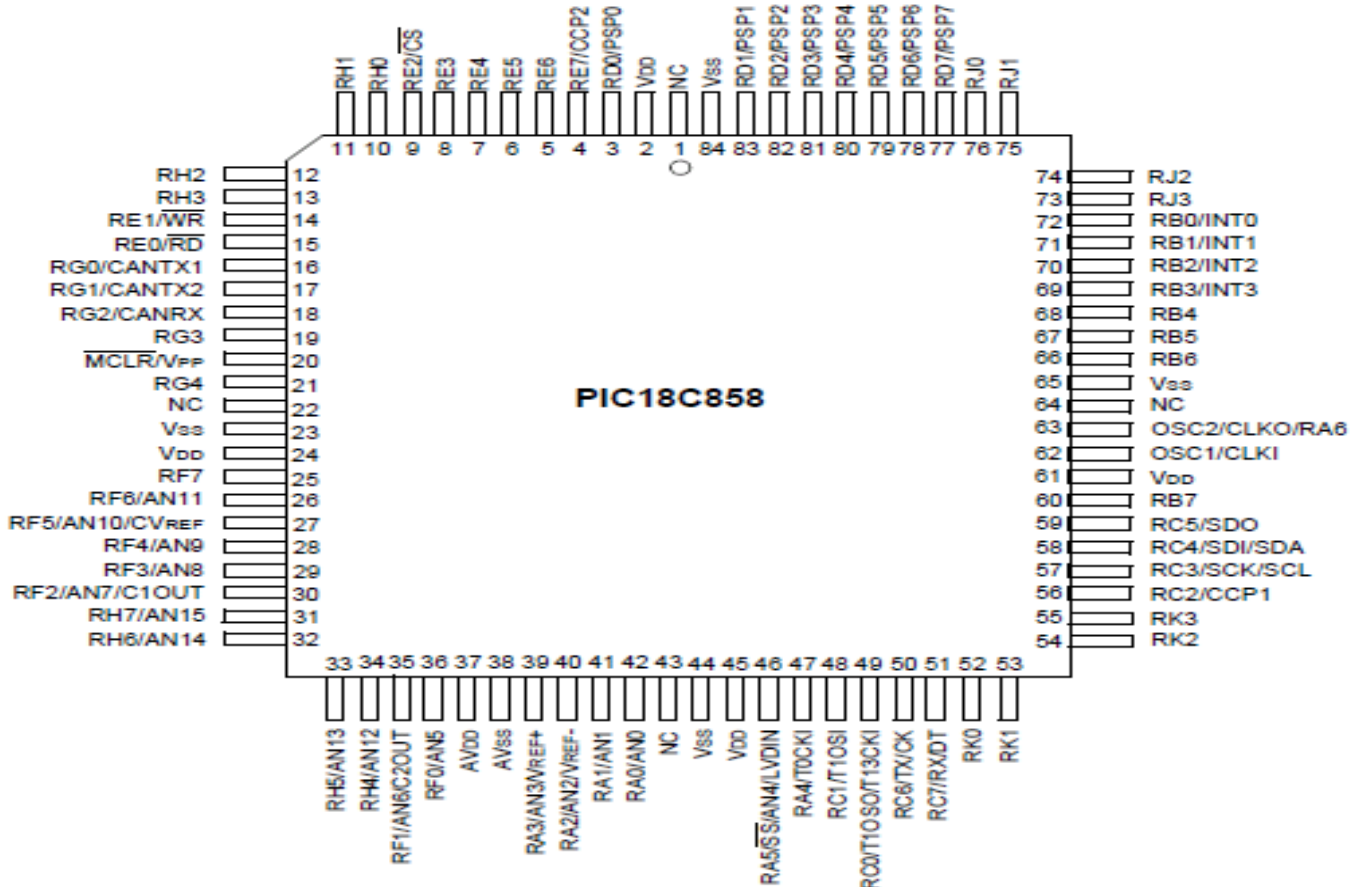 RH1
RH0
RE2/CS
RE3
RE4
RE5
RE6
RE7/CCP2
RD0/PSP0
VDD
NC
VSS
RD1/PSP1
RD2/PSP2
RD3/PSP3
RD4/PSP4
RD5/PSP5
RD6/PSP6
RD7/PSP7
RJ0
RJ1
11 10 9 8 7 6 5 4 3 2 1 84 83 82 81 80 79 78 77 76 75
RH2 12
RH3 13
RE1/WR 14
RE0/RD 15
RG0/CANTX1 16
RG1/CANTX2 17
RG2/CANRX 18
RG3 19
MCLR/VPP 20
RG4 21
NC 22
VSS 23
VDD 24
RF7 25
RF6/AN11 26
RF5/AN10/CVREF 27
RF4/AN9 28
RF3/AN8 29
RF2/AN7/C1OUT 30
RH7/AN15 31
RH6/AN14 32
PIC18C858
74 RJ2
73 RJ3
72 RB0/INT0
71 RB1/INT1
70 RB2/INT2
69 RB3/INT3
68 RB4
67 RB5
66 RB6
65 VSS
64 NC
63 OSC2/CLKO/RA6
62 OSC1/CLKI
61 VDD
60 RB7
59 RC5/SDO
58 RC4/SDI/SDA
57 RC3/SCK/SCL
56 RC2/CCP1
55 RK3
54 RK2
33 34 35 36 37 38 39 40 41 42 43 44 45 46 47 48 49 50 51 52 53
RH5/AN13
RH4/AN12
RF1/AN6/C2OUT
RF0/AN5
AVDD
AVSS
RA3/AN3/VREF+
RA2/AN2/VREF-
RA1/AN1
RA0/AN0
NC
VSS
VDD
RA5/SS/AN4/LVDIN
RA4/T0CKI
RC1/T1OSI
RC0/T1OSO/T13CKI
RC6/TX/CK
RC7/RX/DT
RK0
RK1